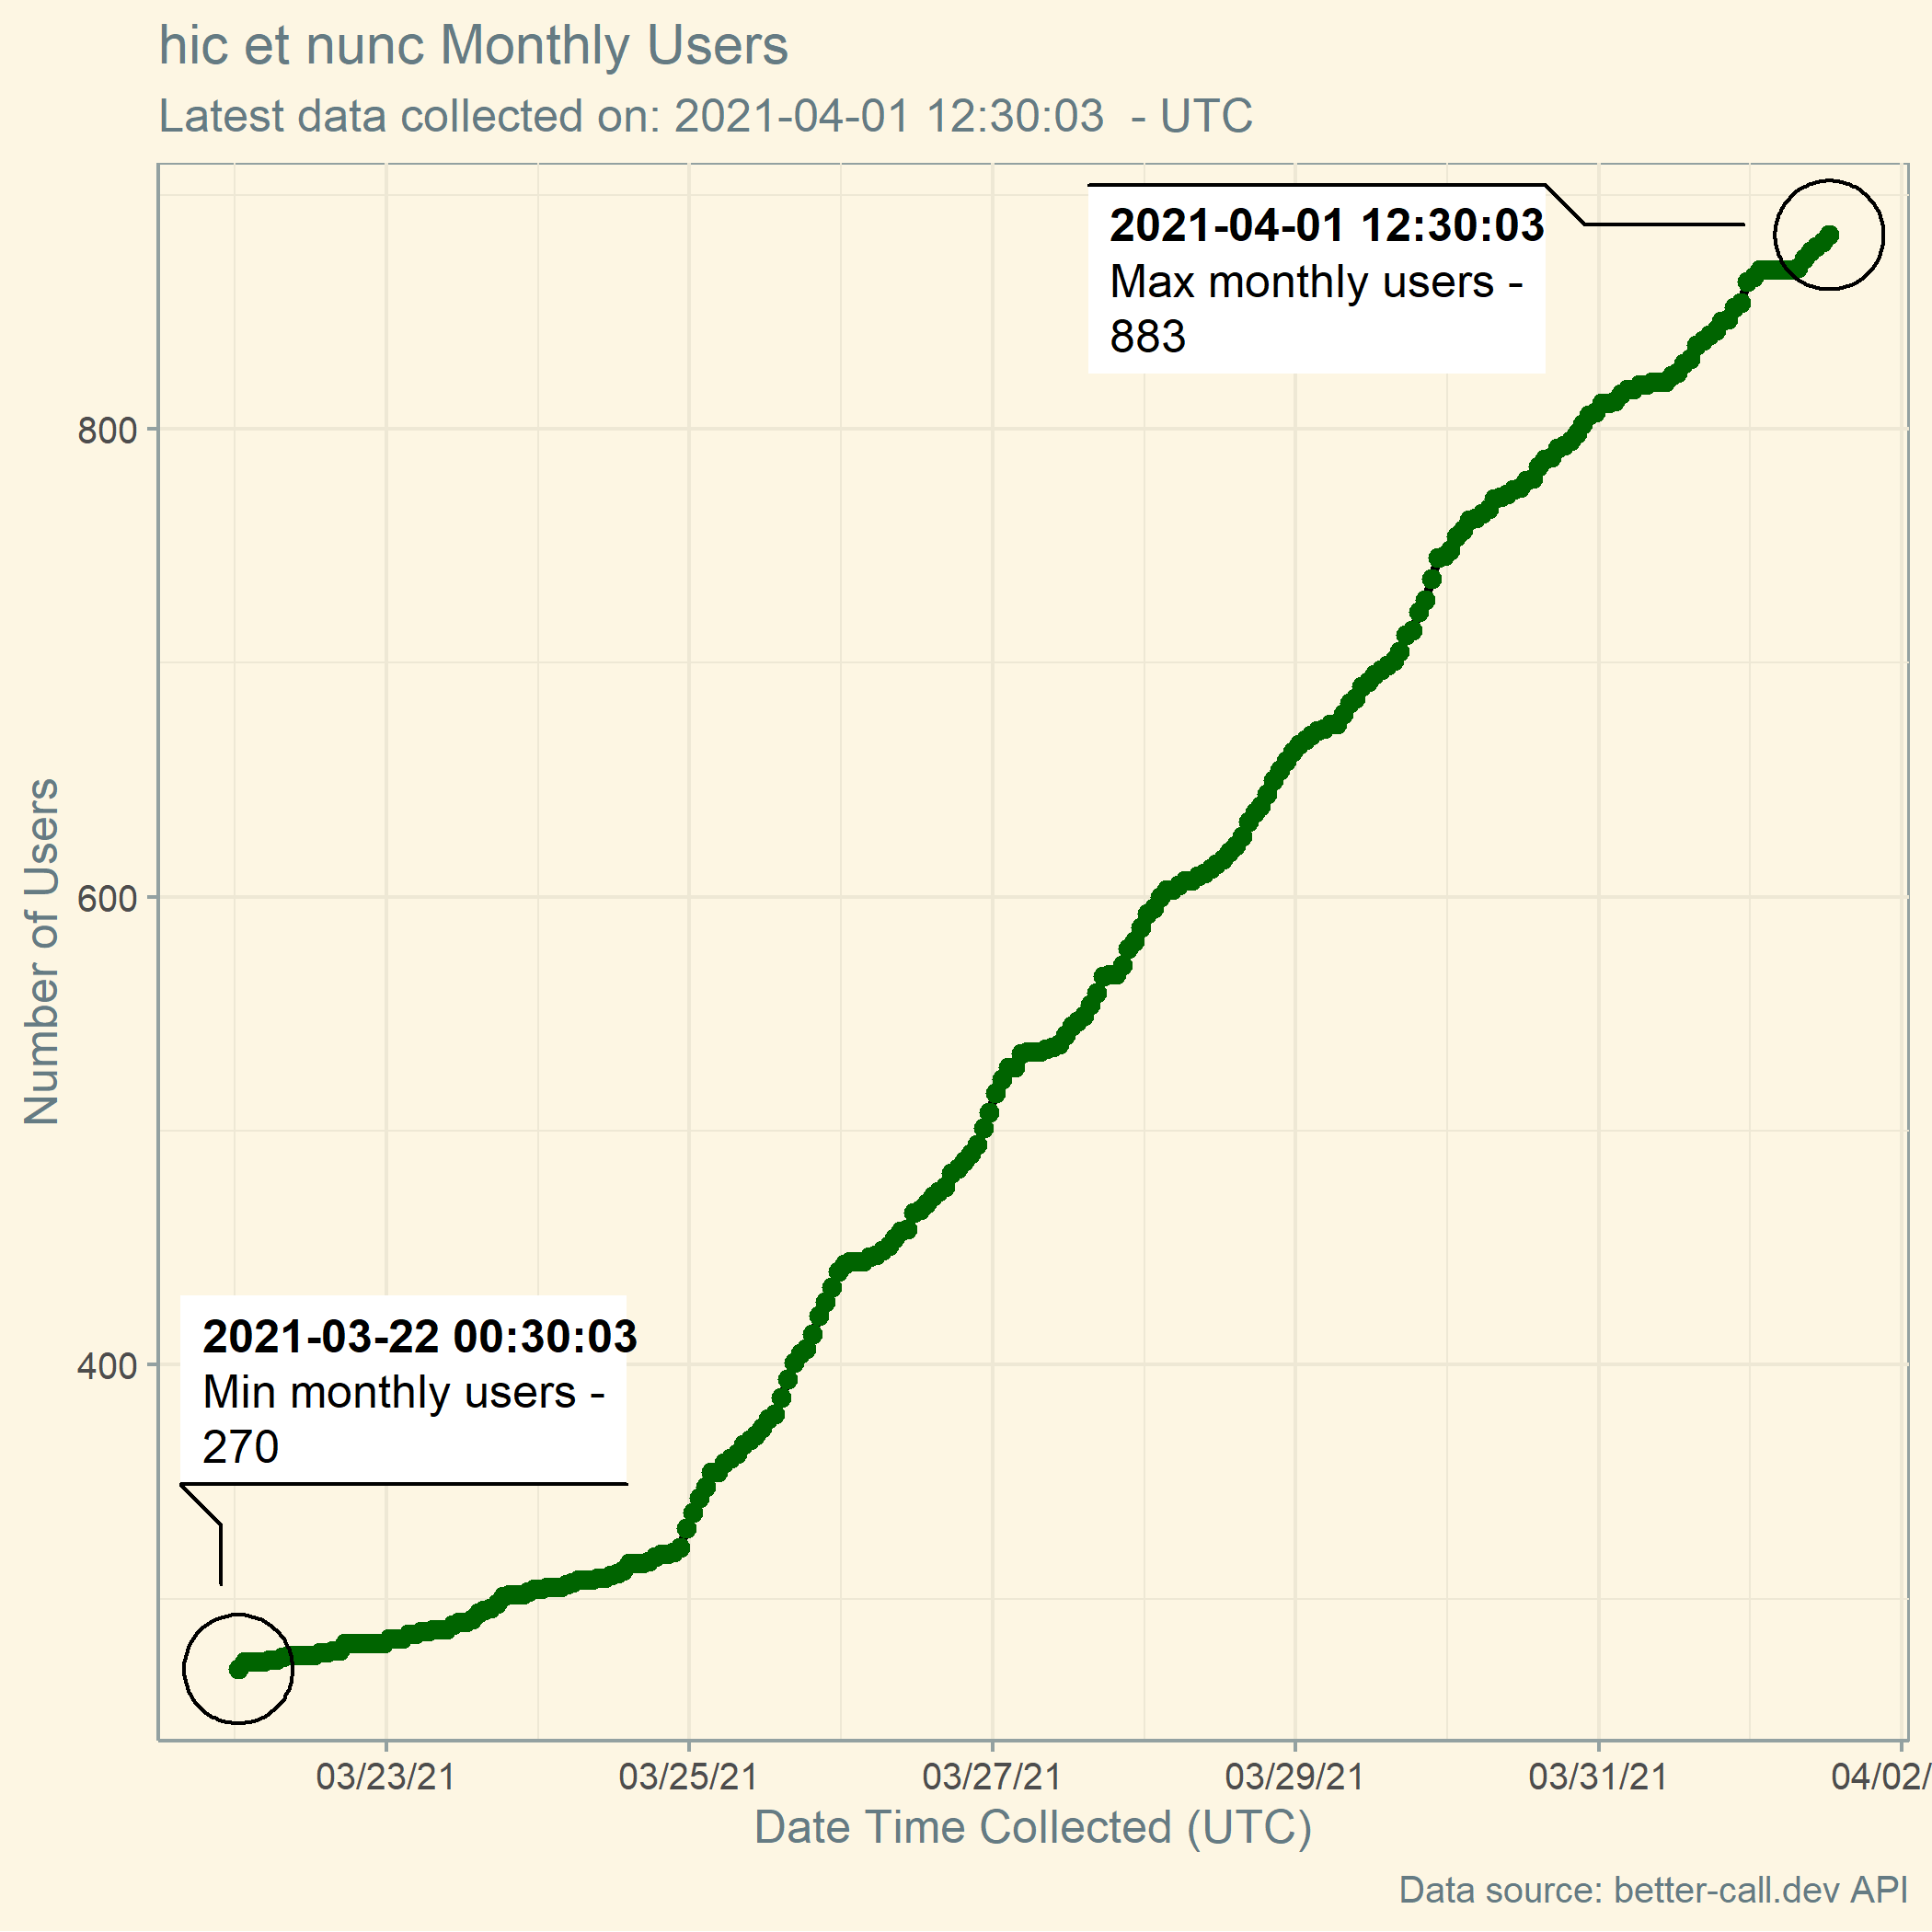 hic et nunc Monthly Users
Latest data collected on: 2021-04-01 12:30:03  - UTC
2021-04-01 12:30:03
Max monthly users -
883
800
600
400
Number of Users
2021-03-22 00:30:03
Min monthly users -
270
03/23/21 03/25/21 03/27/21 03/29/21 03/31/21 04/02/
Date Time Collected (UTC)
Data source: better-call.dev API